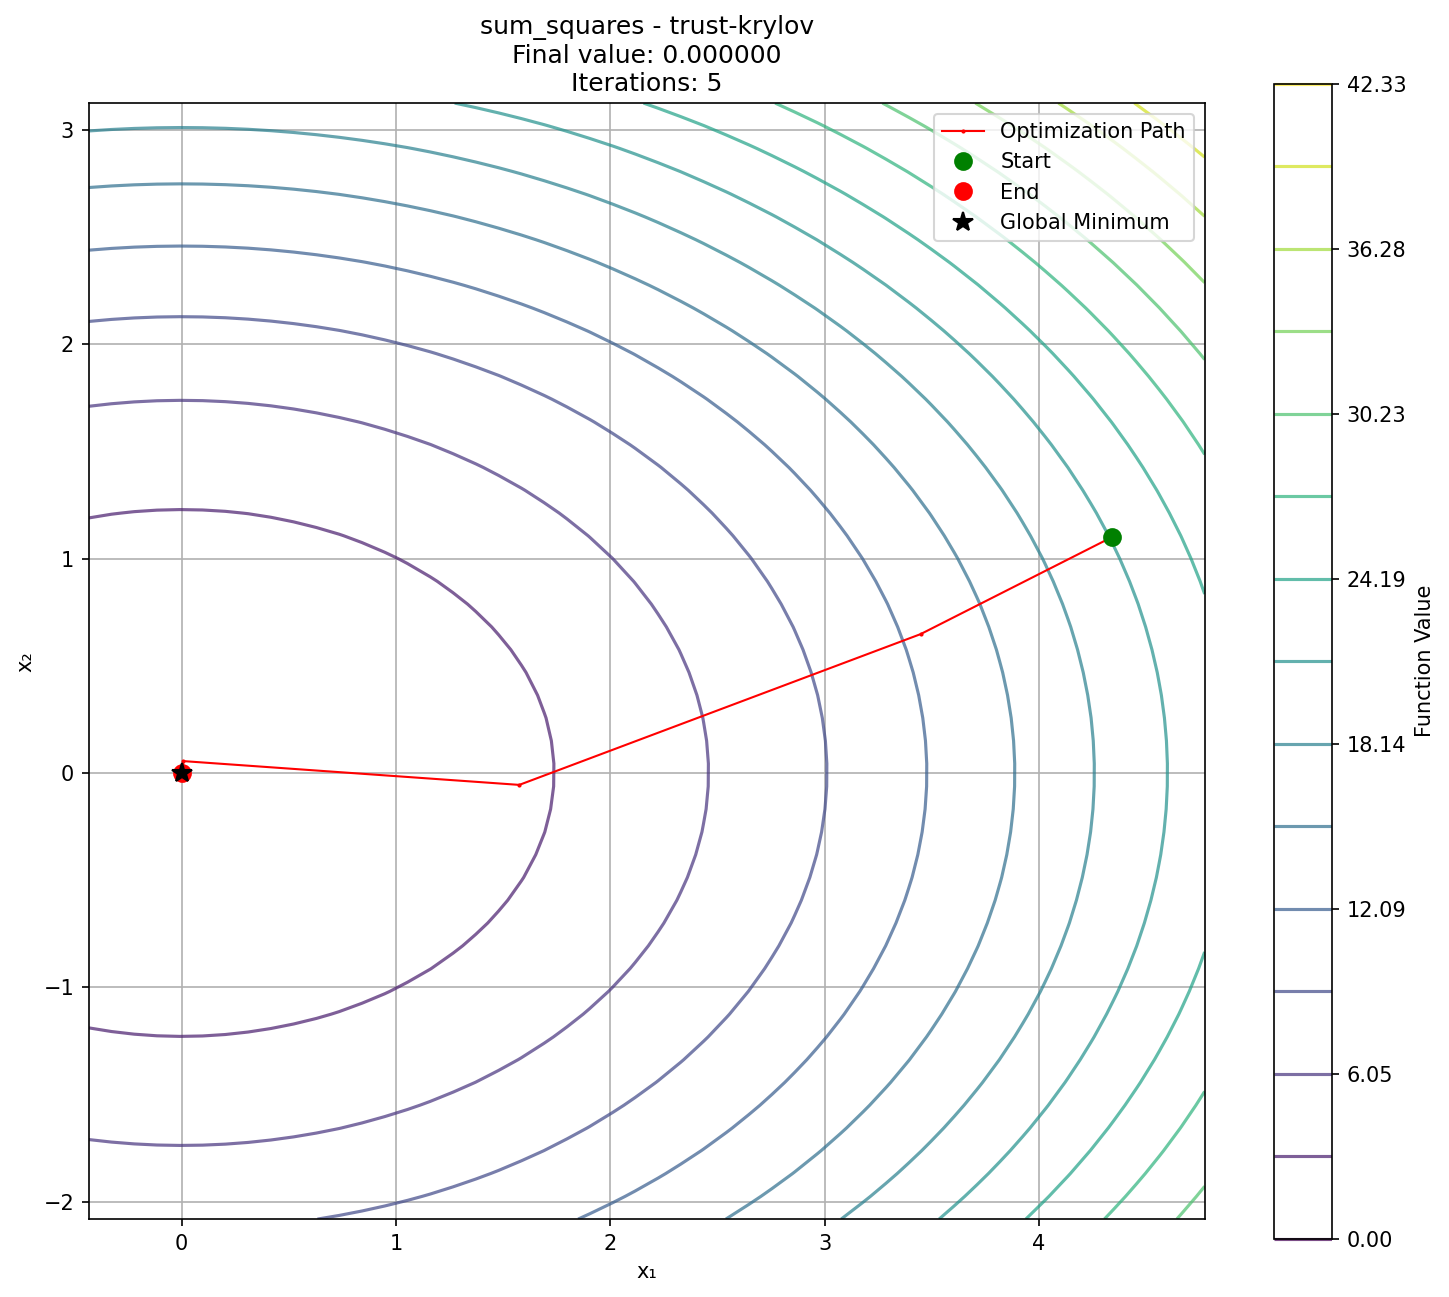 sum_squares - trust-krylov
Final value: 0.000000
Iterations: 5
Optimization Path
Start
End
Global Minimum
3
2
1
0
−1
−2
x₂
0
1
2
3
4
x₁
42.33
36.28
30.23
24.19
18.14
12.09
6.05
0.00
Function Value